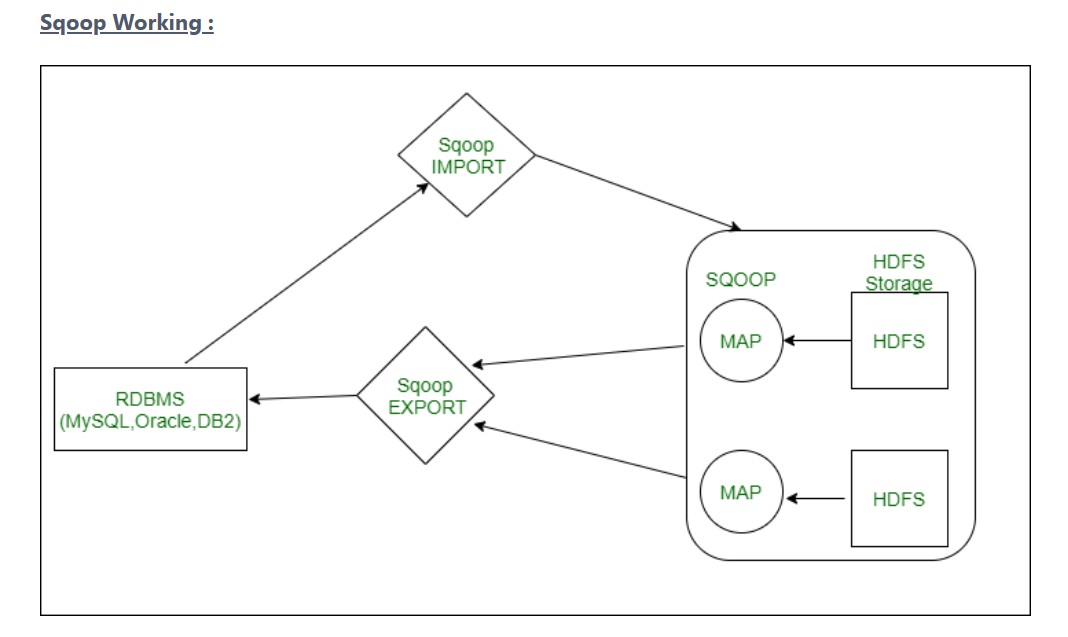 Sqoop Working :
Sqoop
IMPORT
SQOOP
HDFS
Storage
MAP
HDFS
Sqoop
EXPORT
RDBMS
(MySQL,Oracle,DB2)
MAP
HDFS